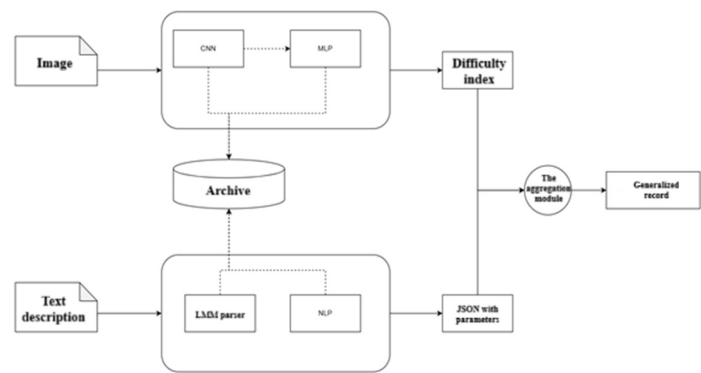 Image
CNN
MLP
Difficulty
index
Archive
The
aggregation
module
Generalized
record
Text
description
LMM parser
NLP
JSON with
parameters